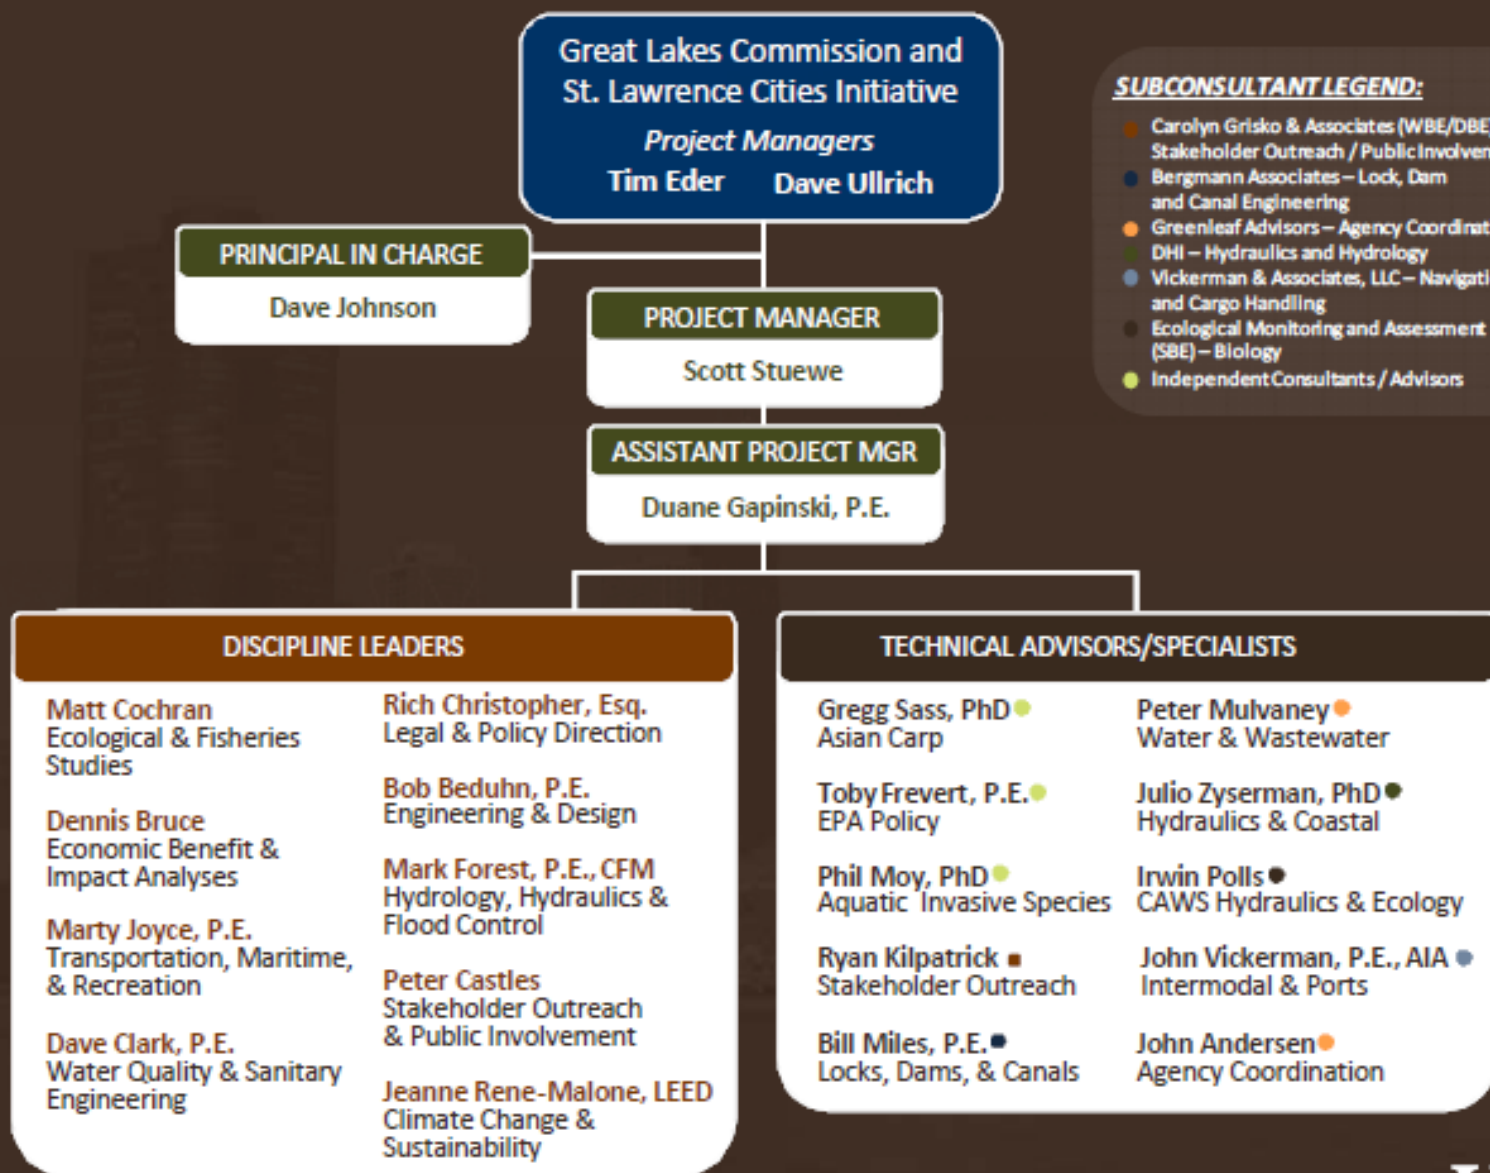 Great Lakes Commission and
St. Lawrence Cities Initiative
Project Managers
Tim Eder Dave Ullrich
SUBCONSULTANT LEGEND:
Carolyn Grisko & Associates (WBE/DBE)
Stakeholder Outreach / Public
Bergmann Associates – Lock, Dam
and Canal Engineering
Greenleaf Advisors – Agency
DHI – Hydraulics and Hydrology
Vickerman & Associates, LLC –
and Cargo Handling
Ecological Monitoring and Assessment
(SBE) – Biology
Independent Consultants / Advisors
PRINCIPAL IN CHARGE
Dave Johnson
PROJECT MANAGER
Scott Stuewe
ASSISTANT PROJECT MGR
Duane Gapinski, P.E.
DISCIPLINE LEADERS
Matt Cochran
Ecological & Fisheries
Studies
Dennis Bruce
Economic Benefit &
Impact Analyses
Marty Joyce, P.E.
Transportation, Maritime,
& Recreation
Dave Clark, P.E.
Water Quality & Sanitary
Engineering
Rich Christopher, Esq.
Legal & Policy Direction
Bob Beduhn, P.E.
Engineering & Design
Mark Forest, P.E., CFM
Hydrology, Hydraulics &
Flood Control
Peter Castles
Stakeholder Outreach
& Public Involvement
Jeanne Rene-Malone, LEED
Climate Change &
Sustainability
TECHNICAL ADVISORS/SPECIALISTS
Gregg Sass, PhD
Asian Carp
Toby Frevert, P.E.
EPA Policy
Phil Moy, PhD
Aquatic Invasive Species
Ryan Kilpatrick
Stakeholder Outreach
Bill Miles, P.E.
Locks, Dams, & Canals
Peter Mulvaney
Water & Wastewater
Julio Zyserman, PhD
Hydraulics & Coastal
Irwin Polls
CAWS Hydraulics & Ecology
John Vickerman, P.E., AIA
Intermodal & Ports
John Andersen
Agency Coordination